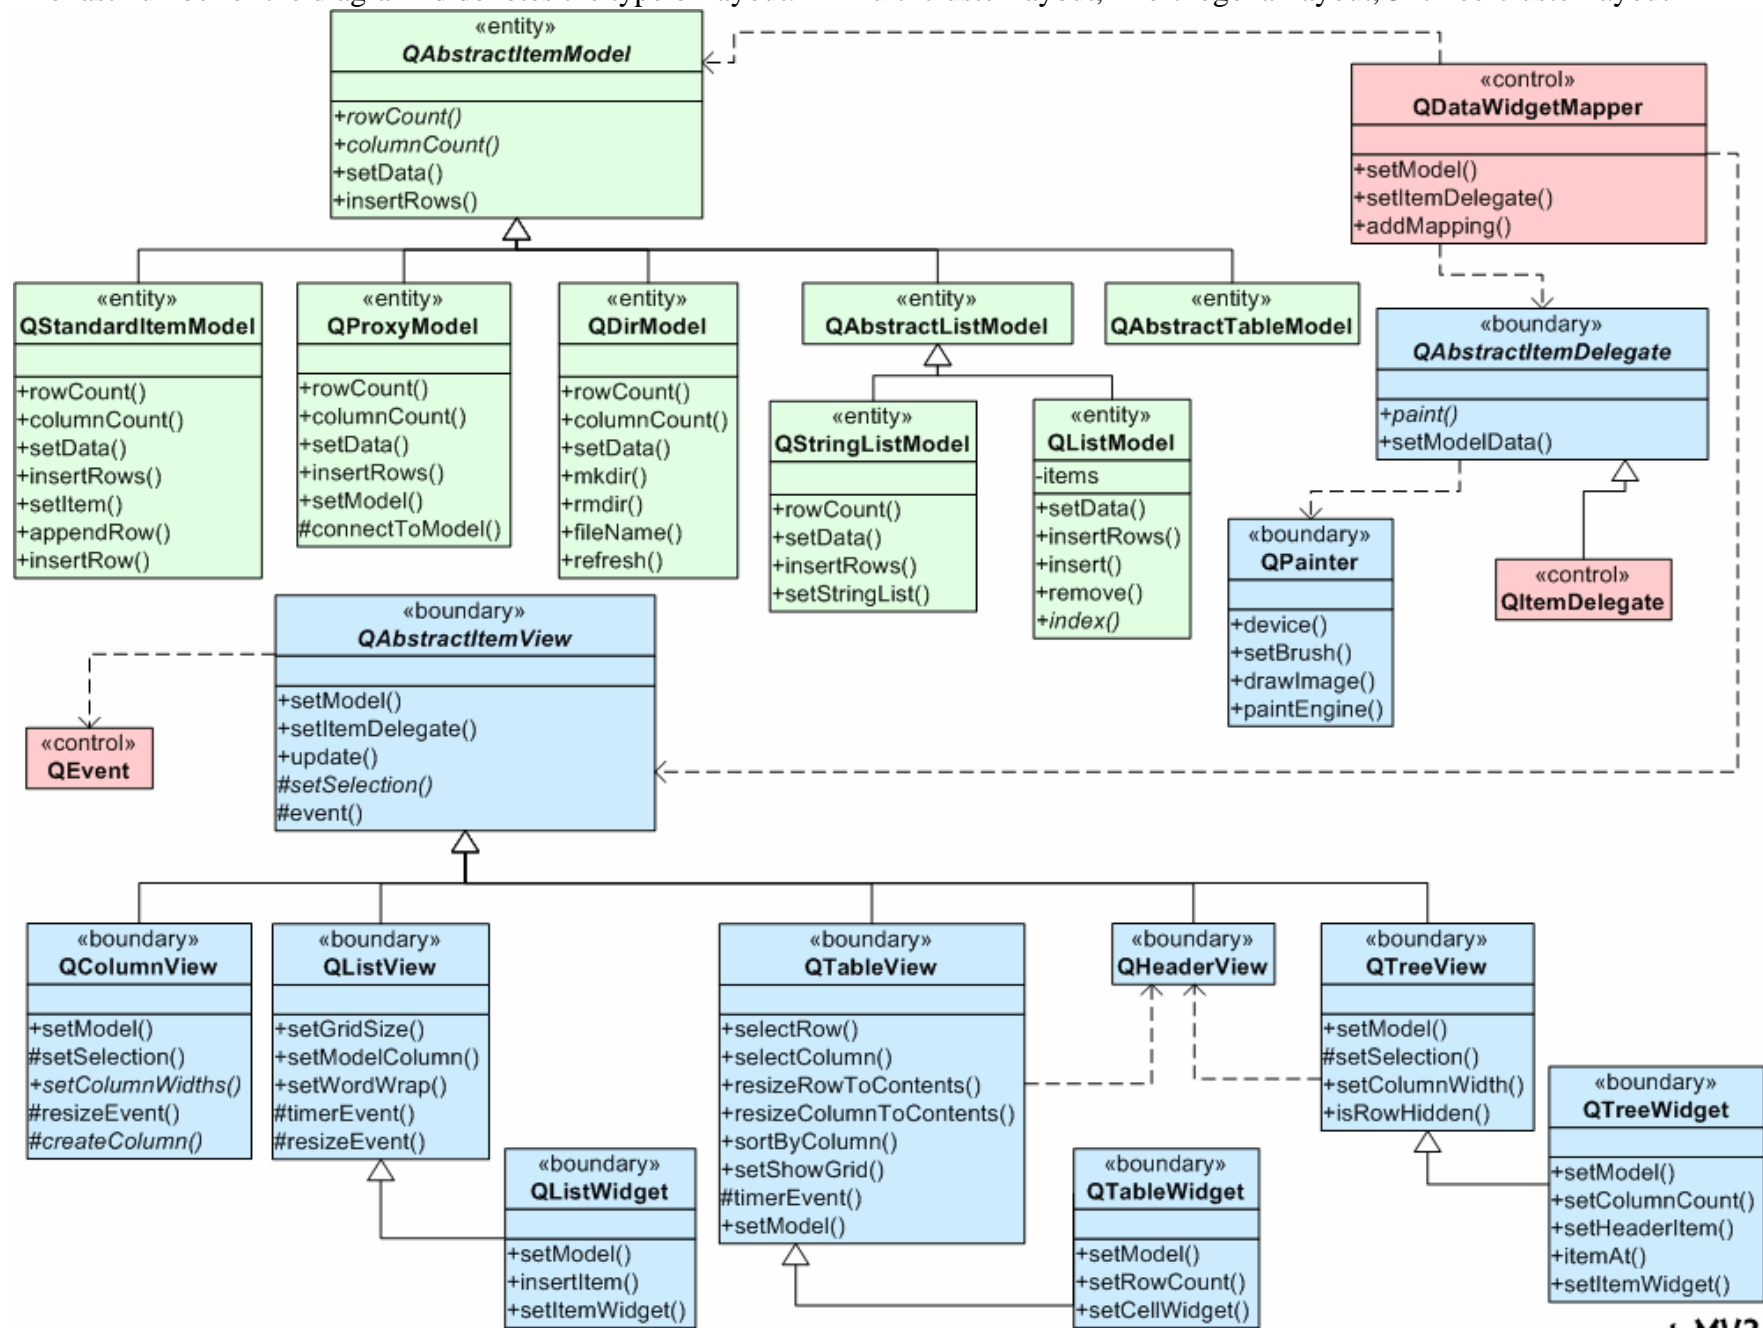 «entity»
QAbstractItemModel
+rowCount()
+columnCount()
+setData()
+insertRows()
«control»
QDataWidgetMapper
+setModel()
+setItemDelegate()
+addMapping()
«entity»
QStandardItemModel
+rowCount()
+columnCount()
+setData()
+insertRows()
+setItem()
+appendRow()
+insertRow()
«entity»
QProxyModel
+rowCount()
+columnCount()
+setData()
+insertRows()
+setModel()
#connectToModel()
«entity»
QDirModel
+rowCount()
+columnCount()
+setData()
+mkdir()
+rmdir()
+fileName()
+refresh()
«entity»
QAbstractListModel
«entity»
QAbstractTableModel
«boundary»
QAbstractItemDelegate
+paint()
+setModelData()
«entity»
QStringListModel
+rowCount()
+setData()
+insertRows()
+setStringList()
«entity»
QListModel
-items
+setData()
+insertRows()
+insert()
+remove()
+index()
«boundary»
QPainter
+device()
+setBrush()
+drawImage()
+paintEngine()
«control»
QItemDelegate
«boundary»
QAbstractItemView
+setModel()
+setItemDelegate()
+update()
#setSelection()
#event()
«control»
QEvent
«boundary»
QColumnView
+setModel()
#setSelection()
+setColumnWidths()
#resizeEvent()
#createColumn()
«boundary»
QListView
+setGridSize()
+setModelColumn()
+setWordWrap()
#timerEvent()
#resizeEvent()
«boundary»
QTableView
+selectRow()
+selectColumn()
+resizeRowToContents()
+resizeColumnToContents()
+sortByColumn()
+setShowGrid()
#timerEvent()
+setModel()
«boundary»
QHeaderView
«boundary»
QTreeView
+setModel()
#setSelection()
+setColumnWidth()
+isRowHidden()
«boundary»
QTreeWidget
+setModel()
+setColumnCount()
+setHeaderItem()
+itemAt()
+setItemWidget()
«boundary»
QListWidget
+setModel()
+insertItem()
+setItemWidget()
«boundary»
QTableWidget
+setModel()
+setRowCount()
+setCellWidget()